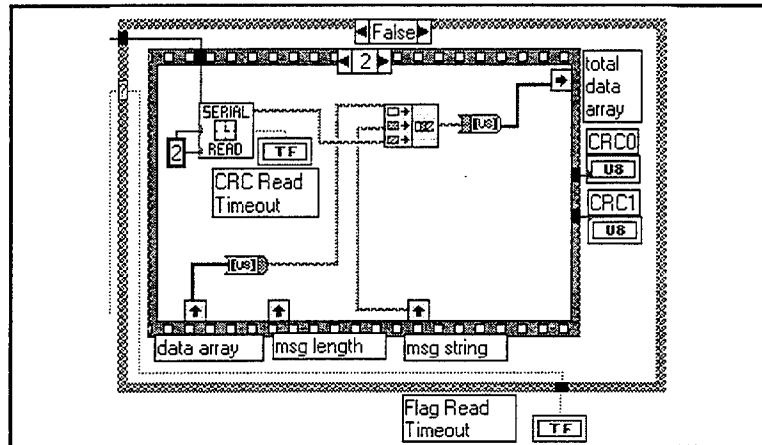 False
2
total
data
array
SERIAL
READ
2
TF
CRC Read
Timeout
[U8]
CRC0
U8
CRC1
U8
[U8]
data array
msg length
msg string
Flag Read
Timeout
TF